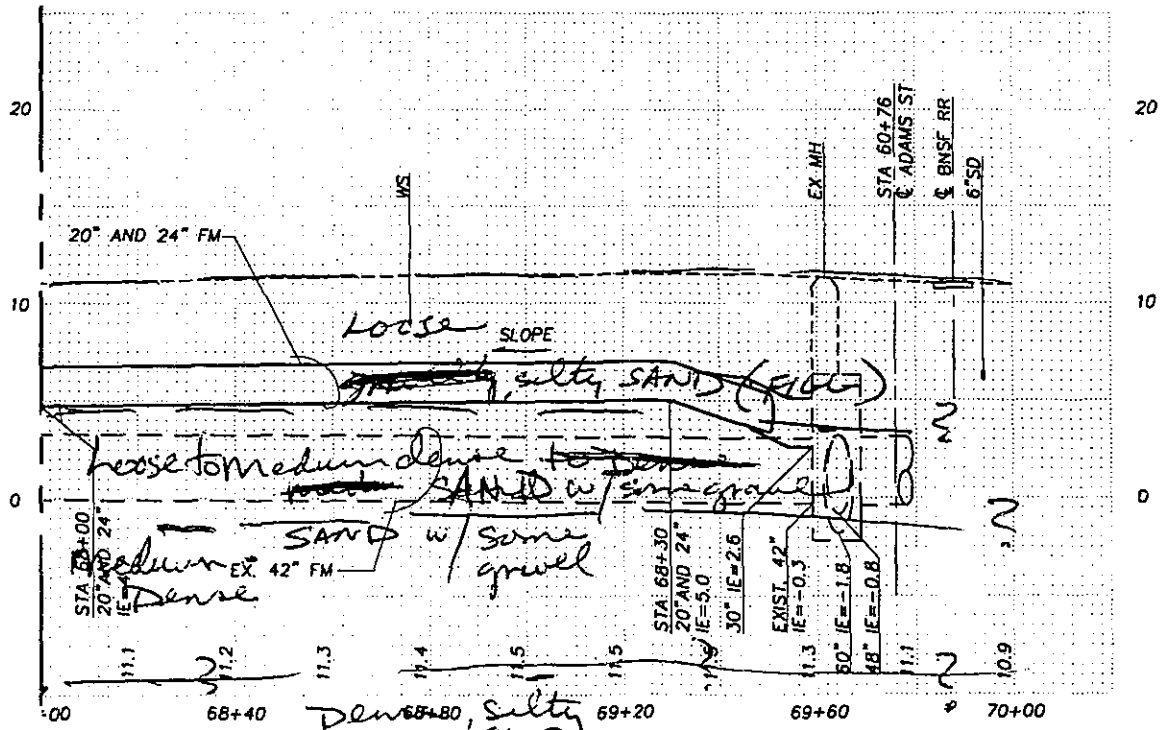 20
20
WS
EX MH
STA 60+76
℄ ADAMS ST
℄ BNSF RR
6"SD
20" AND 24" FM
10
10
Loose
SLOPE
silty SAND (
Loose to medium dense
SAND w/ some gravel
0
0
SAND w/ some
gravel
medium
Dense
EX. 42" FM
STA 68+00
20" AND 24"
STA 68+30
20" AND 24"
IE=5.0
30" IE=2.6
EXIST. 42"
IE=-0.3
60" IE=-1.8
48" IE=-0.8
11.1
11.2
11.3
11.4
11.5
11.5
11.3
11.1
10.9
68+40
69+20
69+60
70+00
Dense, silty